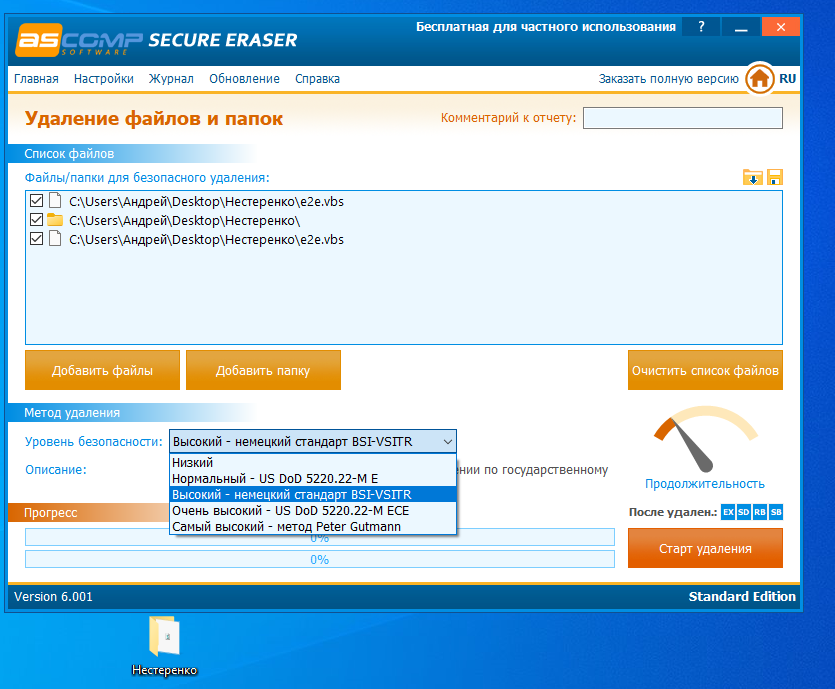 Бесплатная для частного использования ?
ascomp SOFTWARE SECURE ERASER
Главная Настройки Журнал Обновление Справка Заказать полную версию RU
Удаление файлов и папок Комментарий к отчету:
Список файлов
Файлы/папки для безопасного удаления:
C:\Users\Андрей\Desktop\Нестеренко\e2e.vbs
C:\Users\Андрей\Desktop\Нестеренко\
C:\Users\Андрей\Desktop\Нестеренко\e2e.vbs
Добавить файлы Добавить папку Очистить список файлов
Метод удаления
Уровень безопасности: Высокий - немецкий стандарт BSI-VSITR
Низкий
Описание: нии по государственному
Нормальный - US DoD 5220.22-M E
Продолжительность
Высокий - немецкий стандарт BSI-VSITR
Очень высокий - US DoD 5220.22-M ECE
Самый высокий - метод Peter Gutmann
Прогресс После удален.: EX SD RB SB
0%
0%
Старт удаления
Version 6.001 Standard Edition
Нестеренко